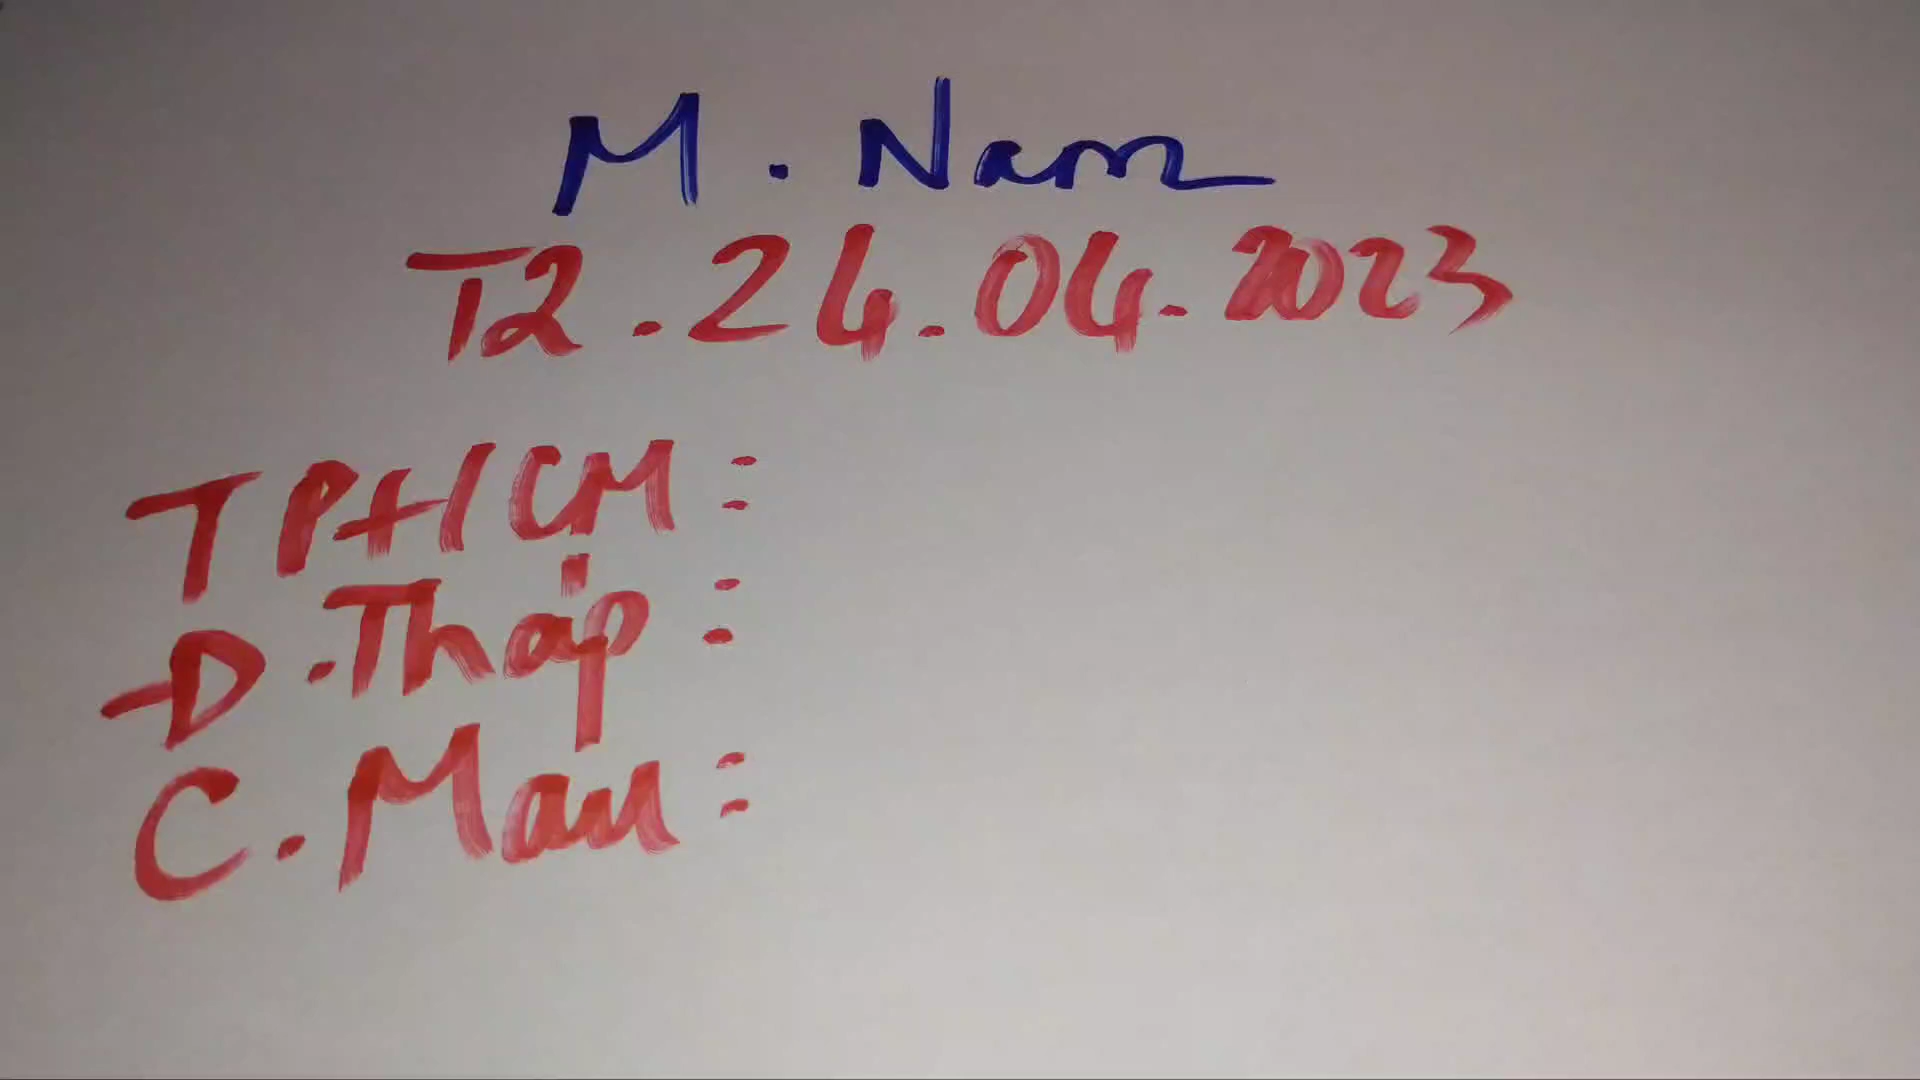 M. Nam
T2. 24. 04. 2023
TPHCM:
Đ. Tháp:
C. Mau: